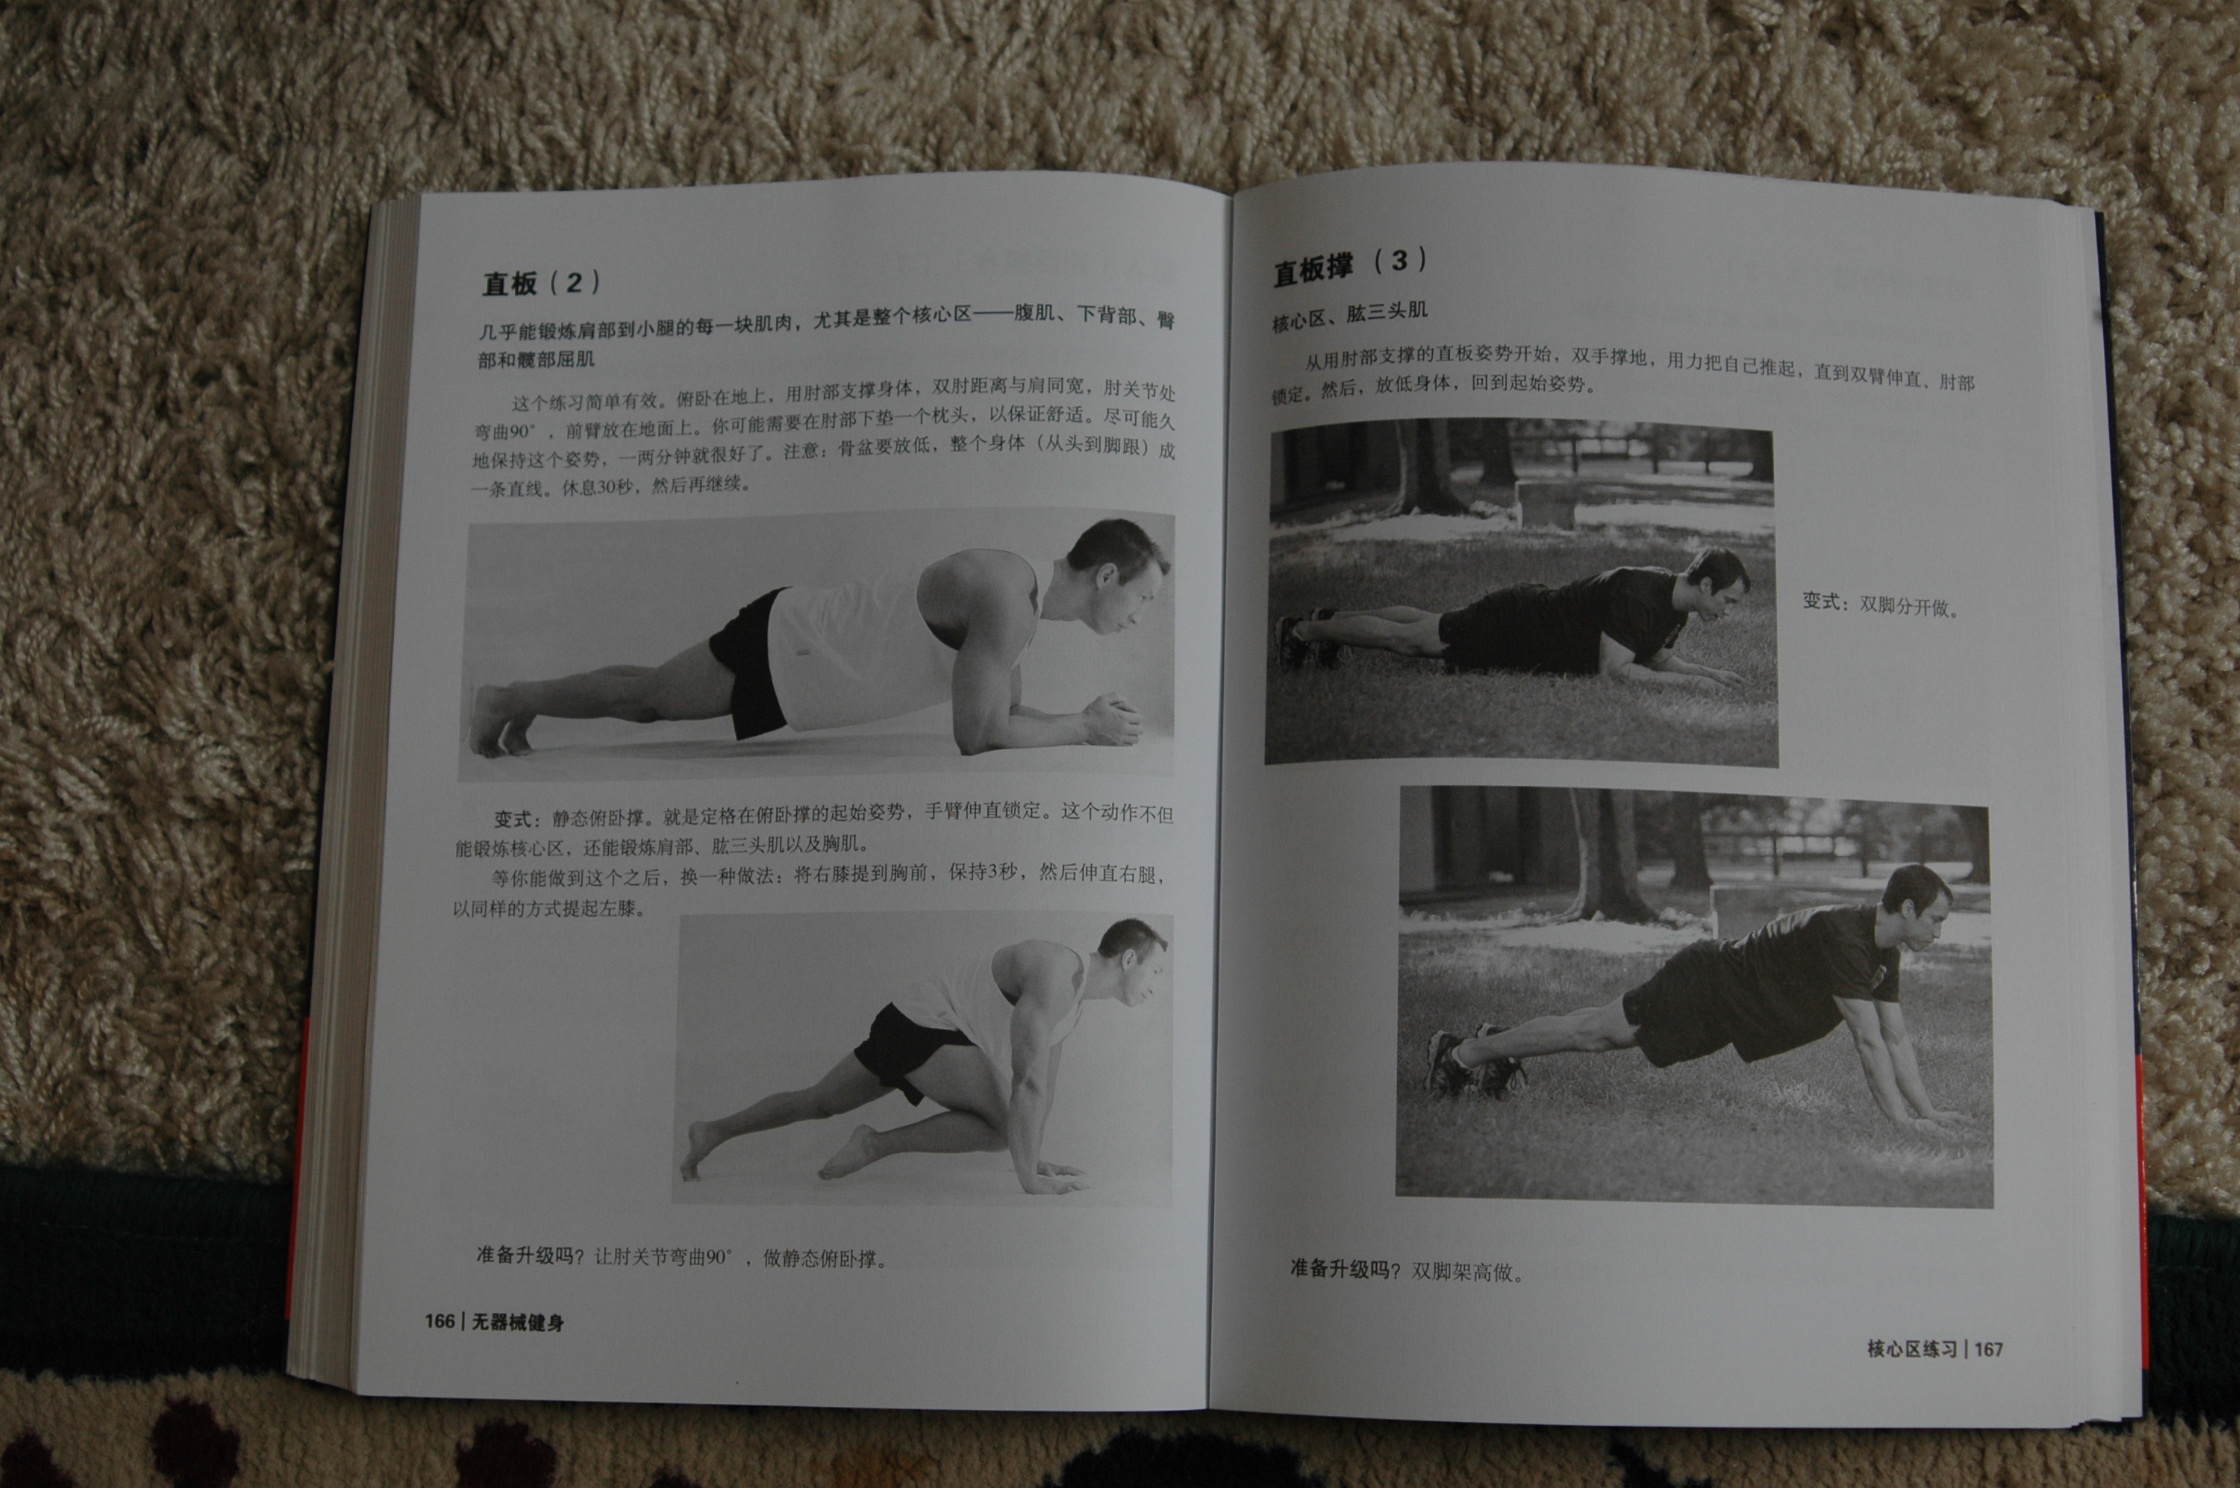 直板（2）
几乎能锻炼肩部到小腿的每一块肌肉，尤其是整个核心区——腹肌、下背部、臀
部和髋部屈肌
这个练习简单有效。俯卧在地上，用肘部支撑身体，双肘距离与肩同宽，肘关节处
弯曲90°，前臂放在地面上。你可能需要在肘部下垫一个枕头，以保证舒适。尽可能久
地保持这个姿势，一两分钟就很好了。注意：骨盆要放低，整个身体（从头到脚跟）成
一条直线。休息30秒，然后再继续。
变式：静态俯卧撑。就是定格在俯卧撑的起始姿势，手臂伸直锁定。这个动作不但
能锻炼核心区，还能锻炼肩部、肱三头肌以及胸肌。
等你能做到这个之后，换一种做法：将右膝提到胸前，保持3秒，然后伸直右腿，
以同样的方式提起左膝。
准备升级吗？让肘关节弯曲90°，做静态俯卧撑。
166 | 无器械健身
直板撑（3）
核心区、肱三头肌
从用肘部支撑的直板姿势开始，双手撑地，用力把自己推起，直到双臂伸直、肘部
锁定。然后，放低身体，回到起始姿势。
变式：双脚分开做。
准备升级吗？双脚架高做。
核心区练习 | 167